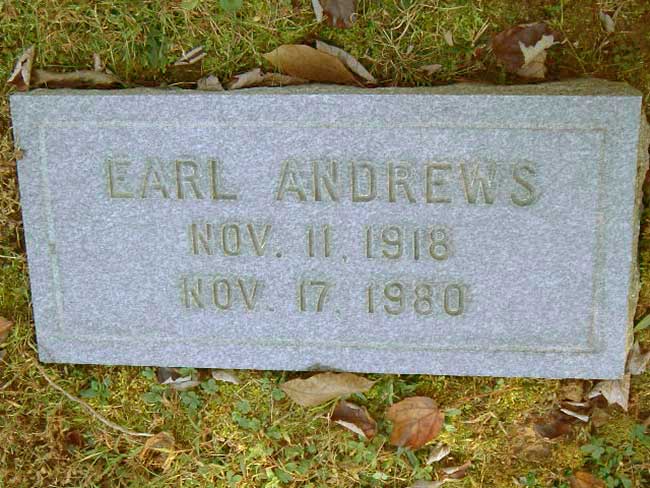 EARL ANDREWS
NOV. 11, 1918
NOV. 17, 1980